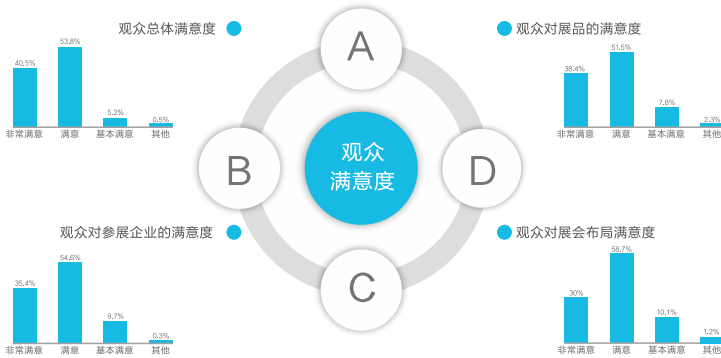 观众总体满意度
40.5%
53.8%
5.2%
0.5%
非常满意
满意
基本满意
其他
观众对展品的满意度
38.4%
51.5%
7.8%
2.3%
非常满意
满意
基本满意
其他
A
B
观众
满意度
D
C
观众对参展企业的满意度
35.4%
54.6%
9.7%
0.3%
非常满意
满意
基本满意
其他
观众对展会布局满意度
30%
58.7%
10.1%
1.2%
非常满意
满意
基本满意
其他